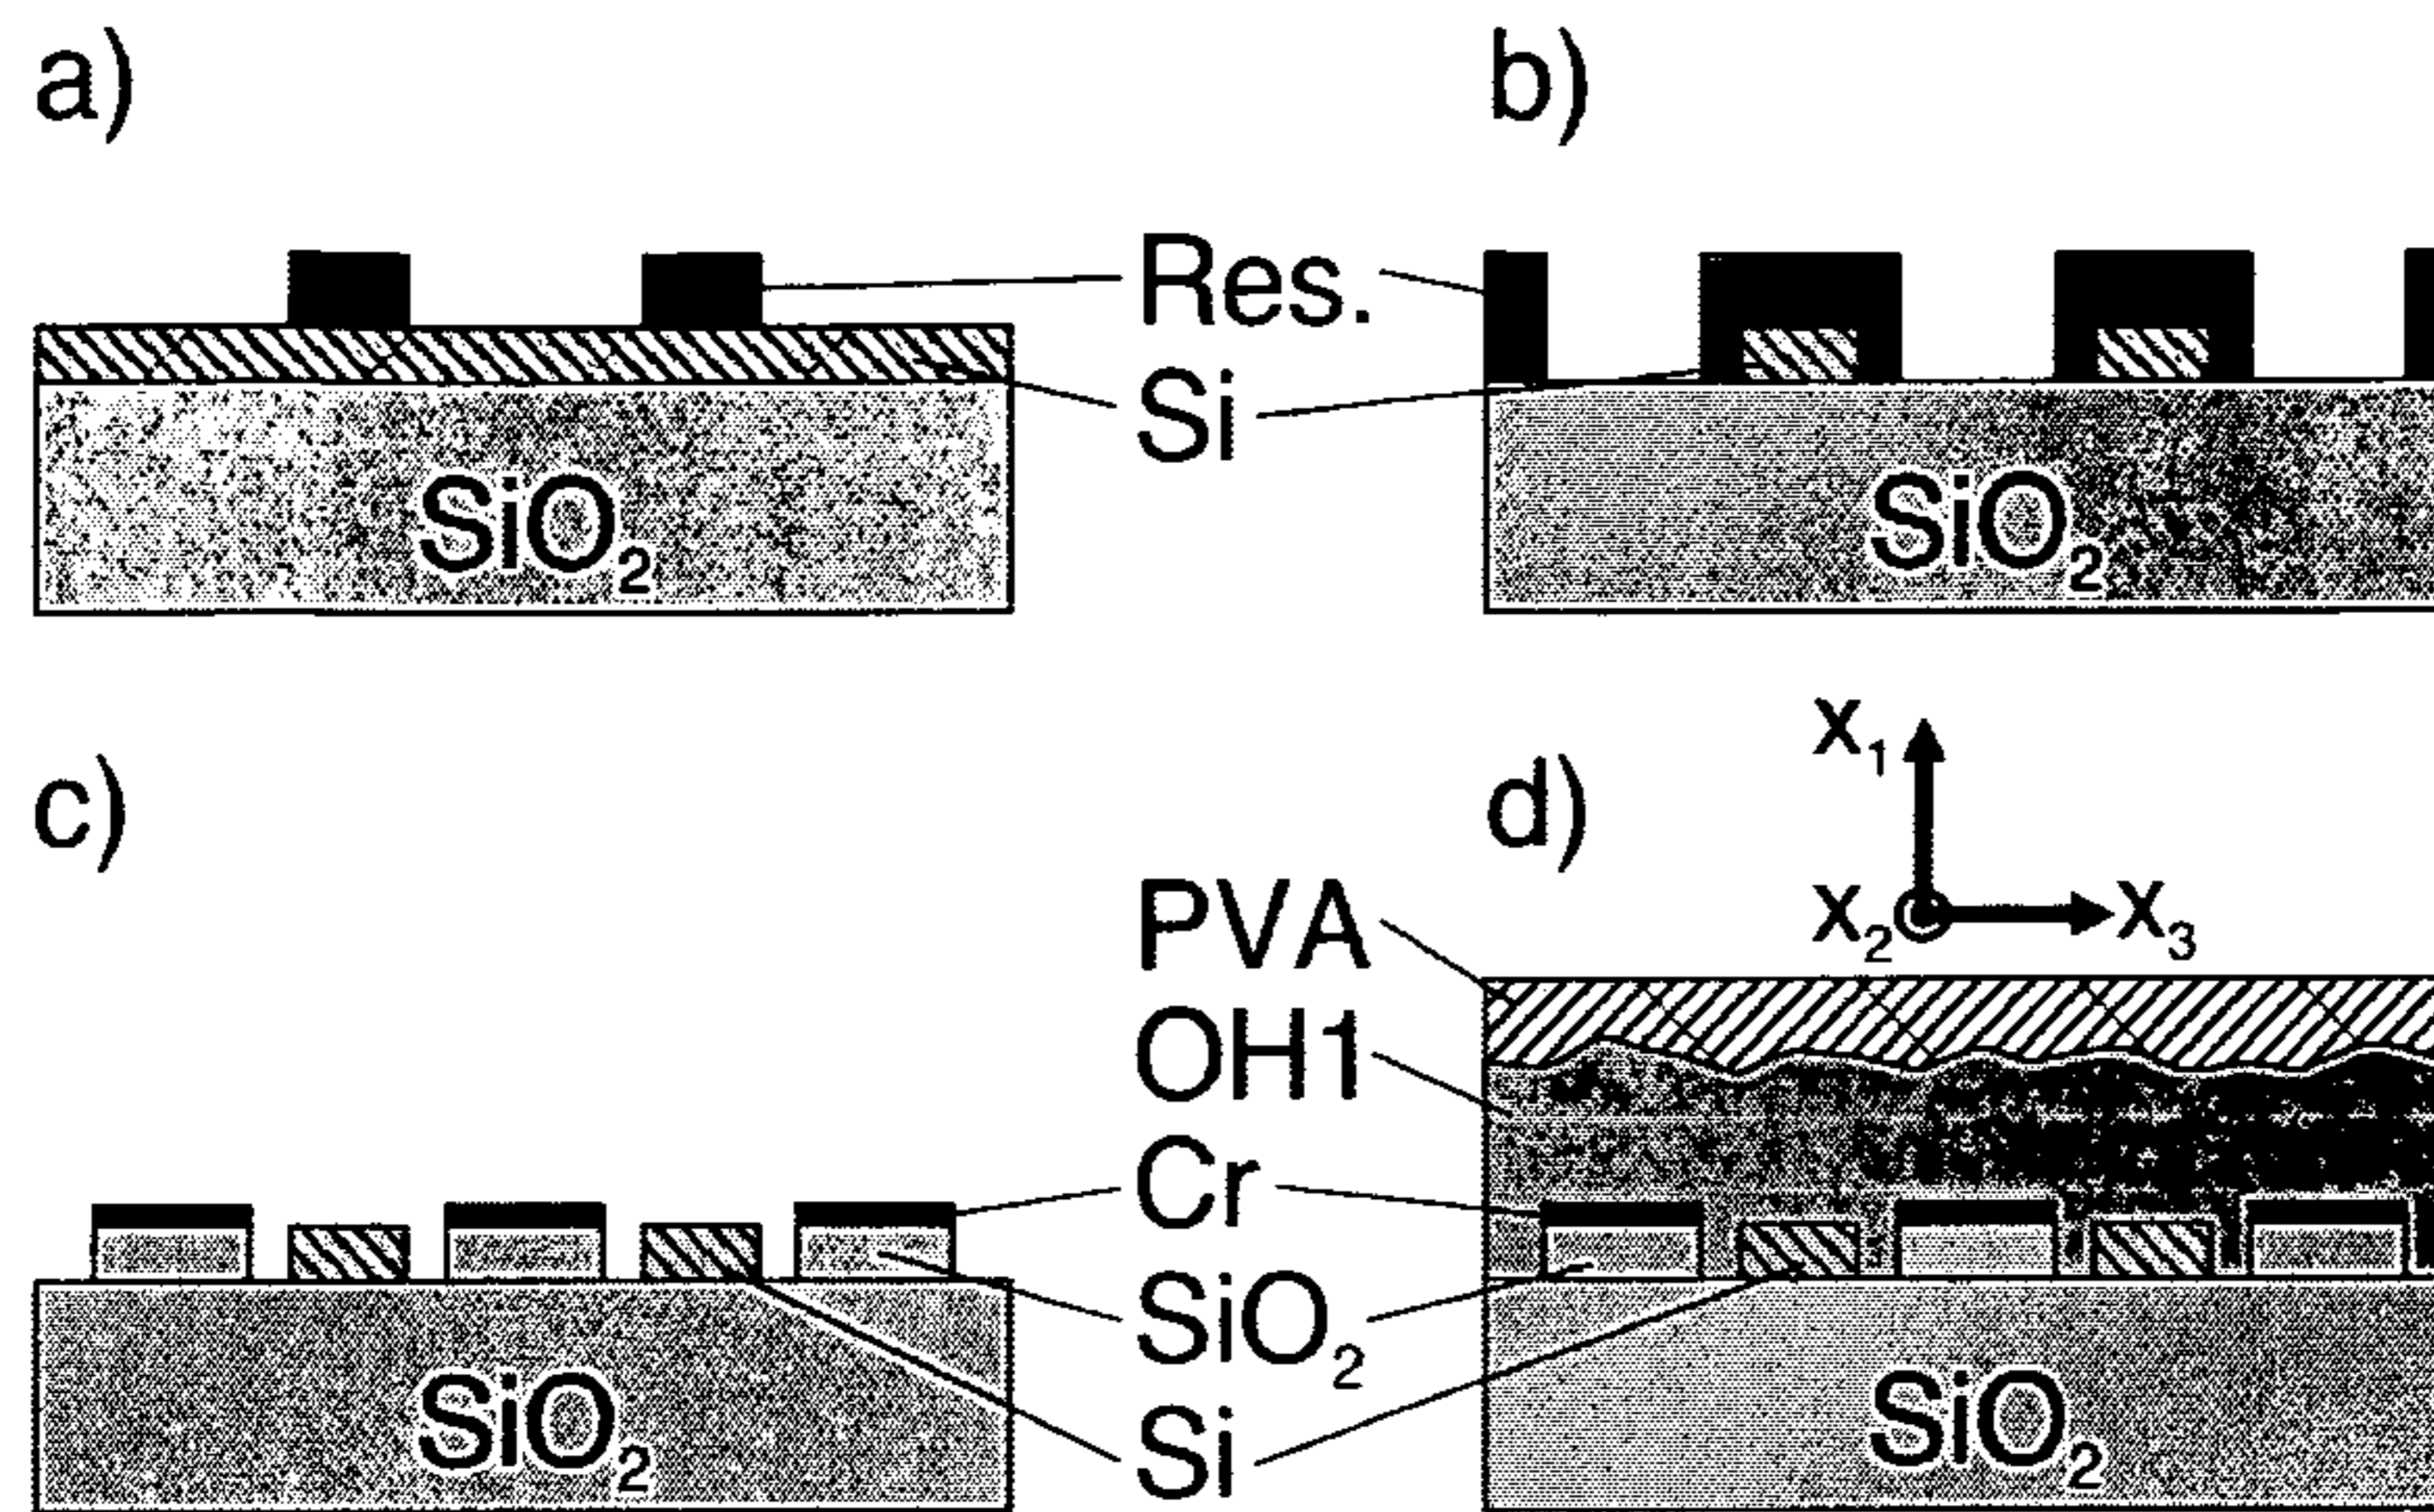 a)
b)
Res.
Si
SiO₂
SiO₂
c)
d)
x₁
x₂
x₃
PVA
OH1
Cr
SiO₂
Si
SiO₂
SiO₂